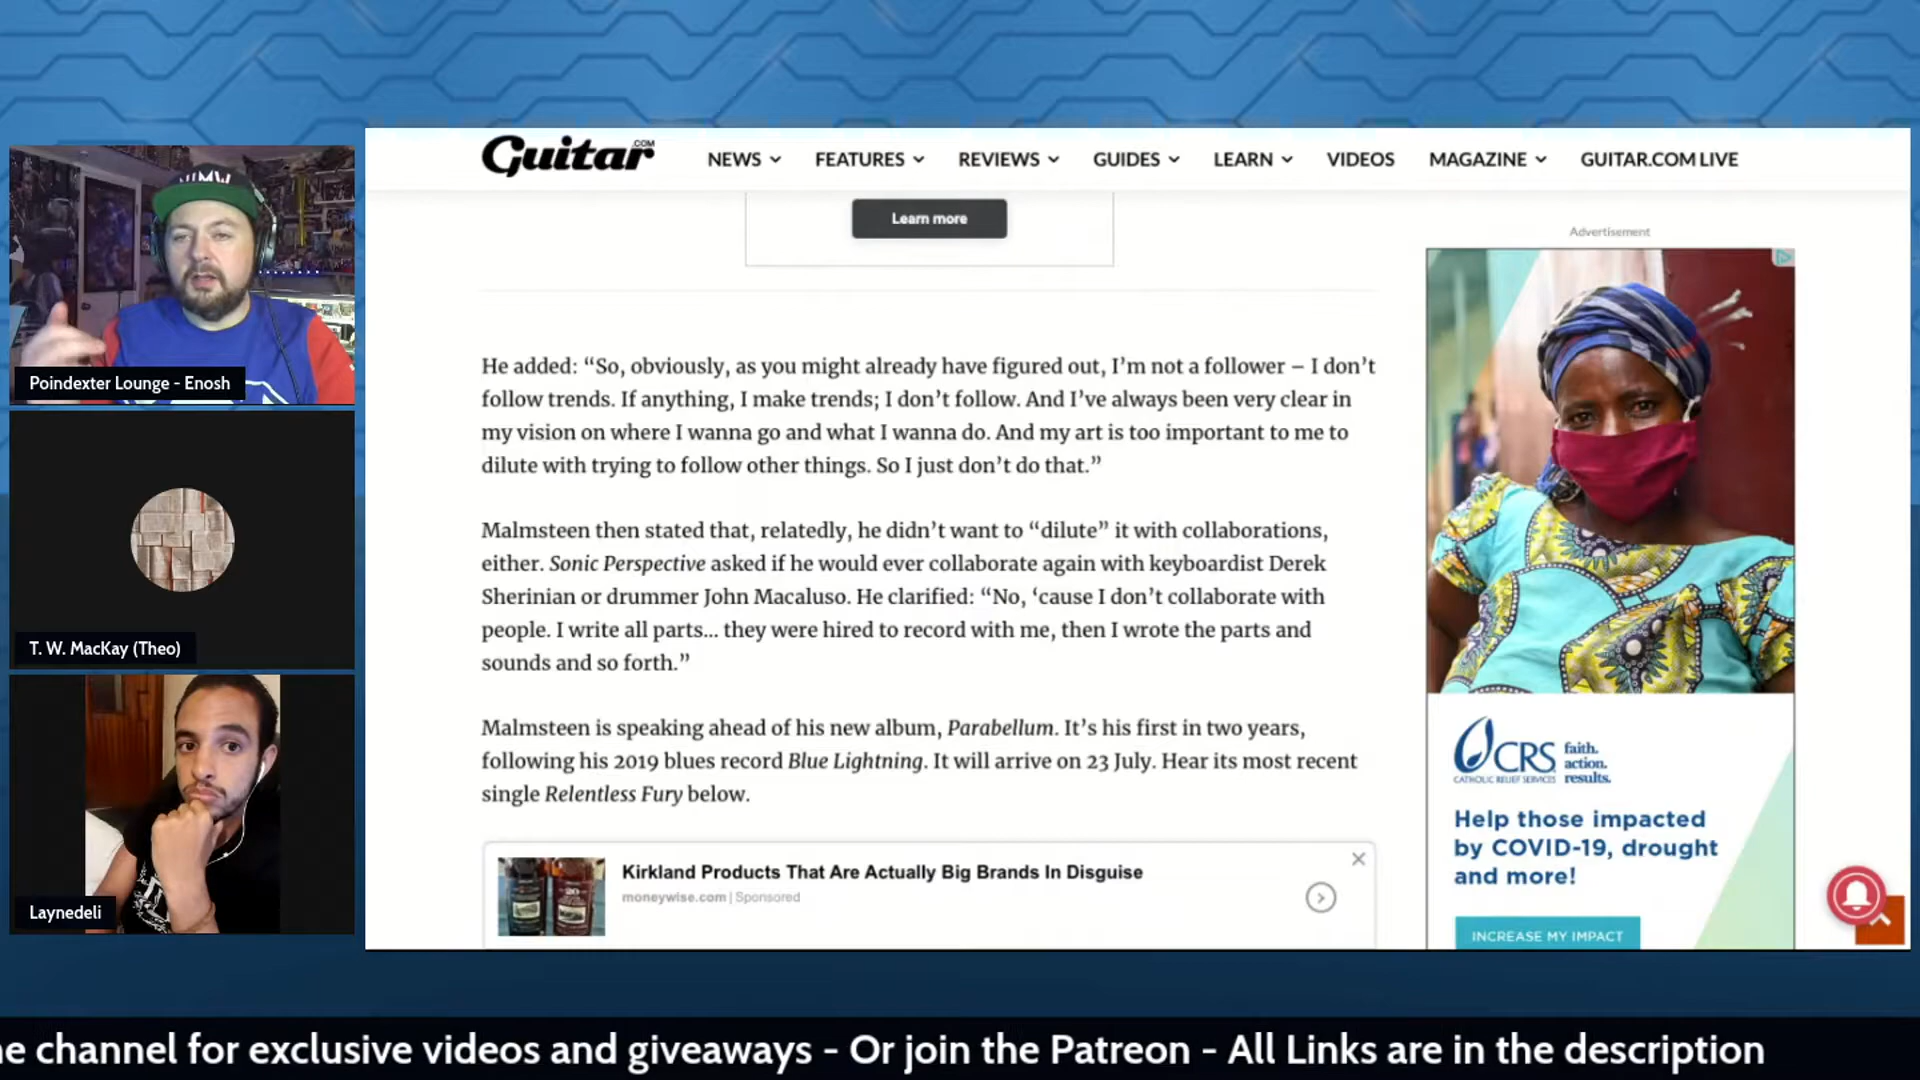 Guitar.COM
NEWS FEATURES REVIEWS GUIDES LEARN VIDEOS MAGAZINE GUITAR.COM LIVE
Learn more
He added: “So, obviously, as you might already have figured out, I’m not a follower – I don’t
follow trends. If anything, I make trends; I don’t follow. And I’ve always been very clear in
my vision on where I wanna go and what I wanna do. And my art is too important to me to
dilute with trying to follow other things. So I just don’t do that.”
Malmsteen then stated that, relatedly, he didn’t want to “dilute” it with collaborations,
either. Sonic Perspective asked if he would ever collaborate again with keyboardist Derek
Sherinian or drummer John Macaluso. He clarified: “No, ‘cause I don’t collaborate with
people. I write all parts… they were hired to record with me, then I wrote the parts and
sounds and so forth.”
Malmsteen is speaking ahead of his new album, Parabellum. It’s his first in two years,
following his 2019 blues record Blue Lightning. It will arrive on 23 July. Hear its most recent
single Relentless Fury below.
Kirkland Products That Are Actually Big Brands In Disguise
moneywise.com | Sponsored
Advertisement
CRS faith.
action.
results.
CATHOLIC RELIEF SERVICES
Help those impacted
by COVID-19, drought
and more!
INCREASE MY IMPACT
Poindexter Lounge - Enosh
T. W. MacKay (Theo)
Laynedeli
channel for exclusive videos and giveaways - Or join the Patreon - All Links are in the description